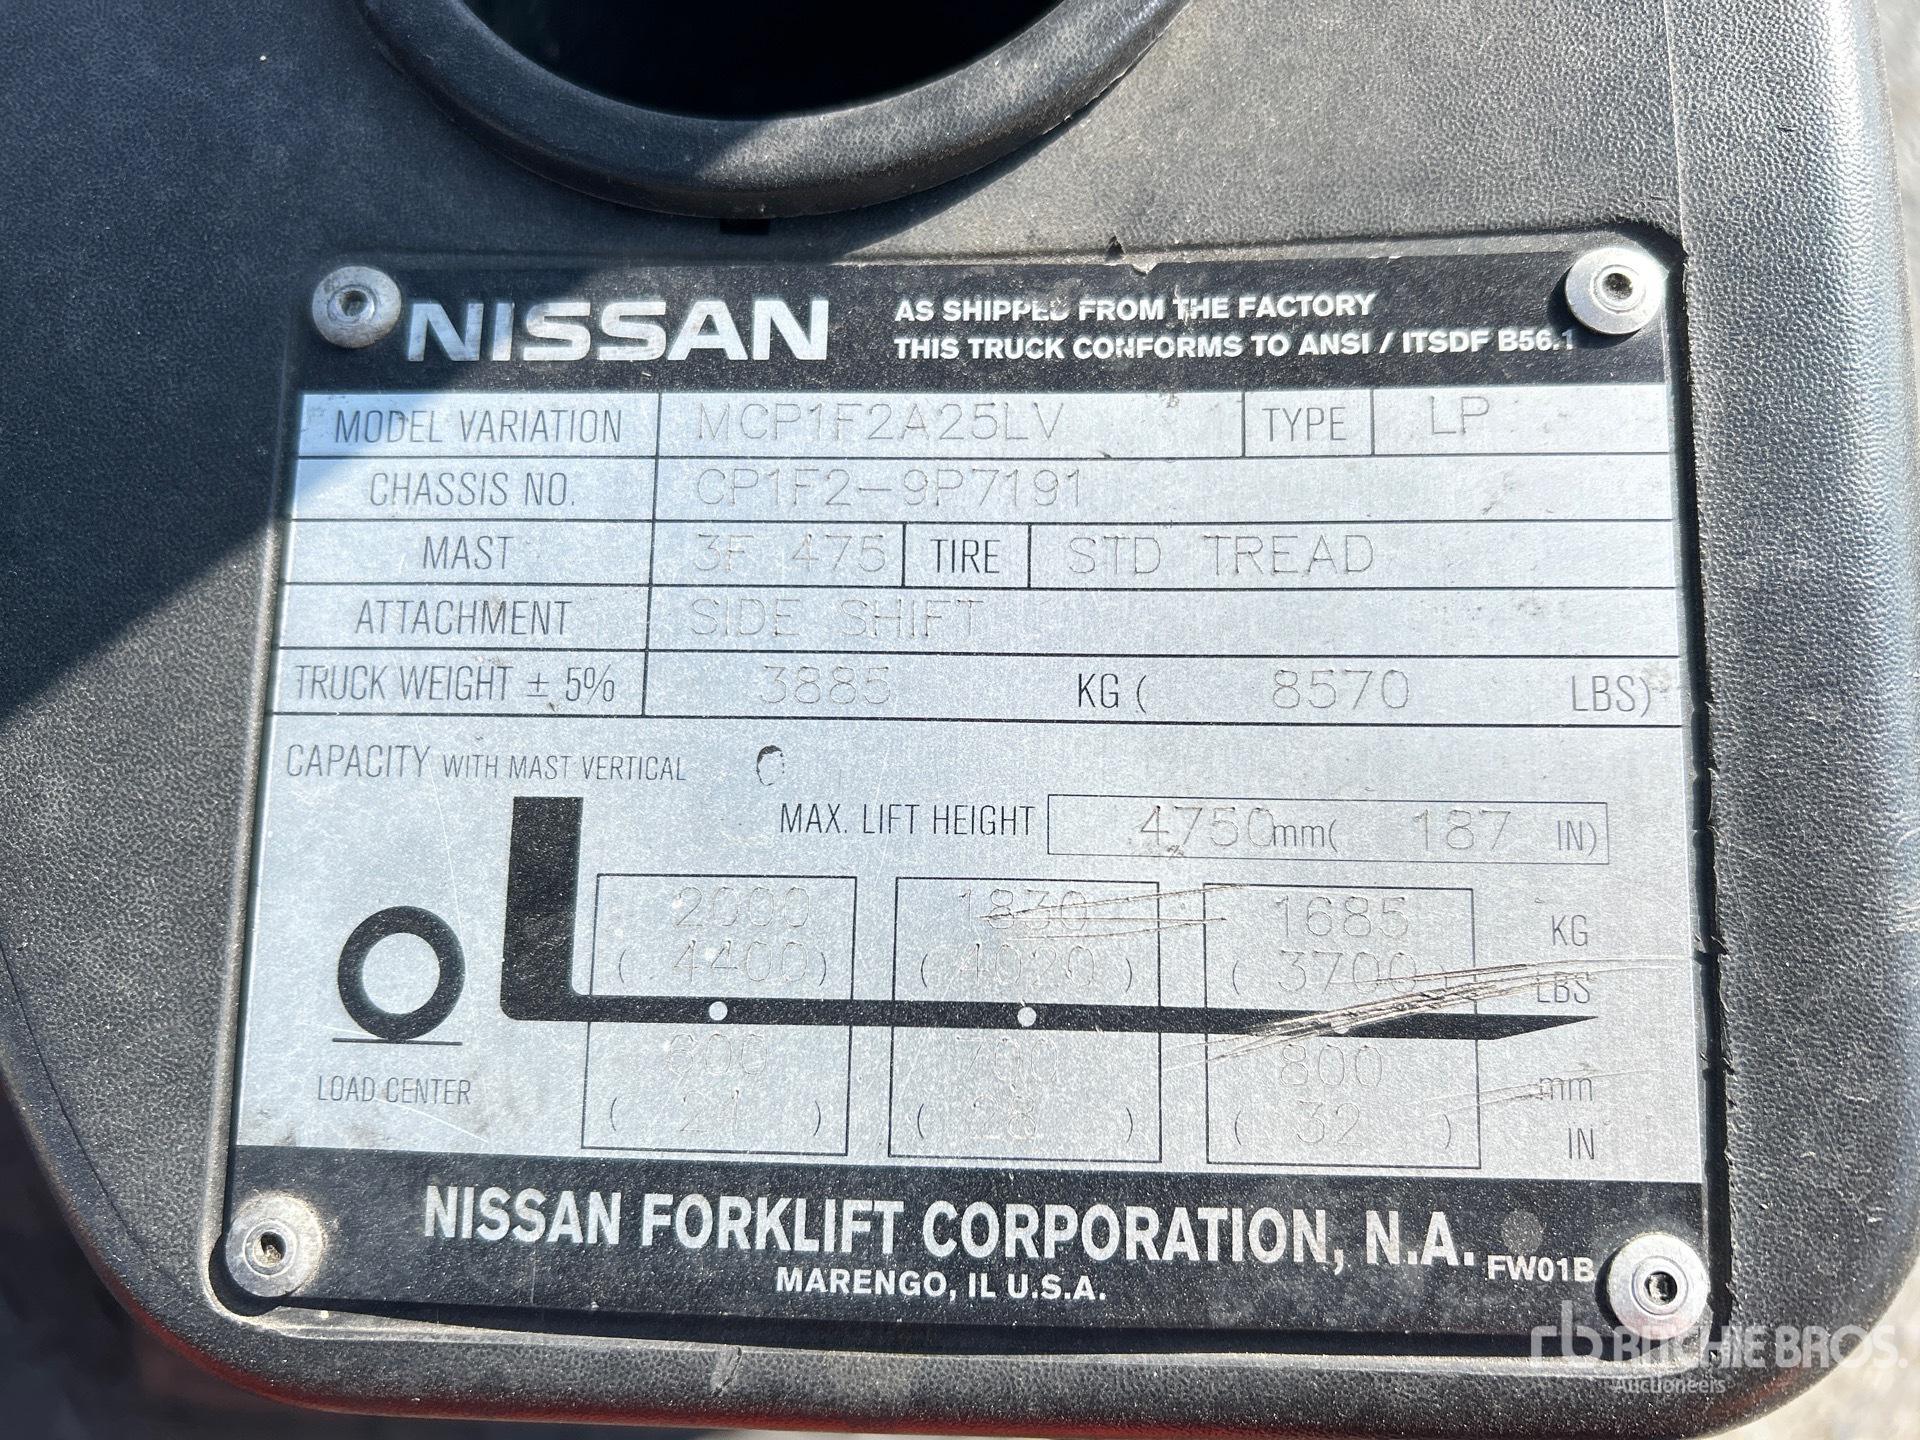 NISSAN
AS SHIPPED FROM THE FACTORY
THIS TRUCK CONFORMS TO ANSI / ITSDF B56.1
MODEL VARIATION MCP1F2A25LV 1 TYPE LP
CHASSIS NO. CP1F2-9P7191
MAST 3F 475 TIRE STD TREAD
ATTACHMENT SIDE SHIFT
TRUCK WEIGHT ± 5% 3885 KG ( 8570 LBS)
CAPACITY WITH MAST VERTICAL
MAX. LIFT HEIGHT 4750mm( 187 IN)
2000 1830 1685 KG
( 4400) ( 4020 ) ( 3700 ) LBS
600 700 800 mm
LOAD CENTER
( 24 ) ( 28 ) ( 32 ) IN
NISSAN FORKLIFT CORPORATION, N.A. FW01B
MARENGO, IL U.S.A.
rb RITCHIE BROS.
Auctioneers